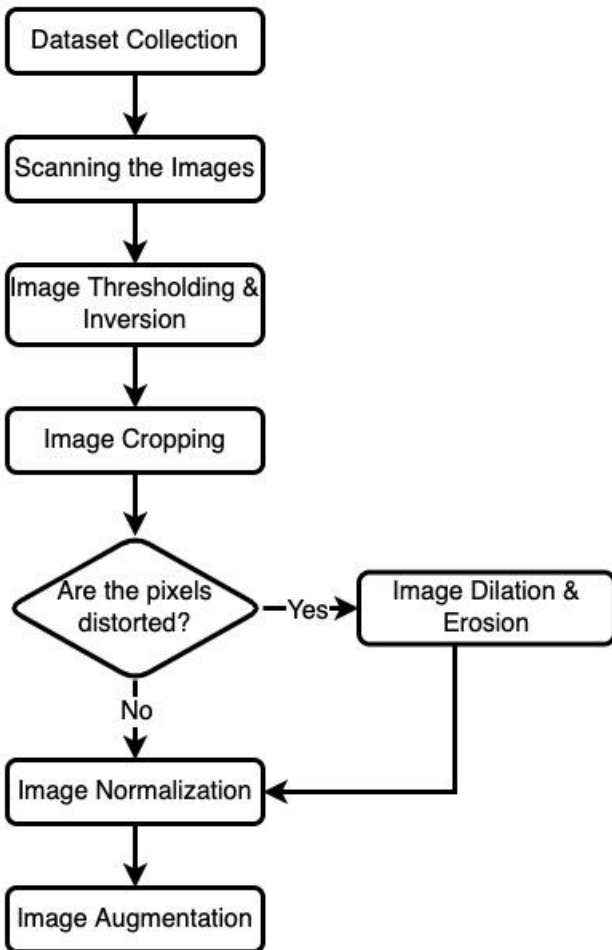 Dataset Collection
Scanning the Images
Image Thresholding &
Inversion
Image Cropping
Are the pixels
distorted?
Yes
Image Dilation &
Erosion
No
Image Normalization
Image Augmentation